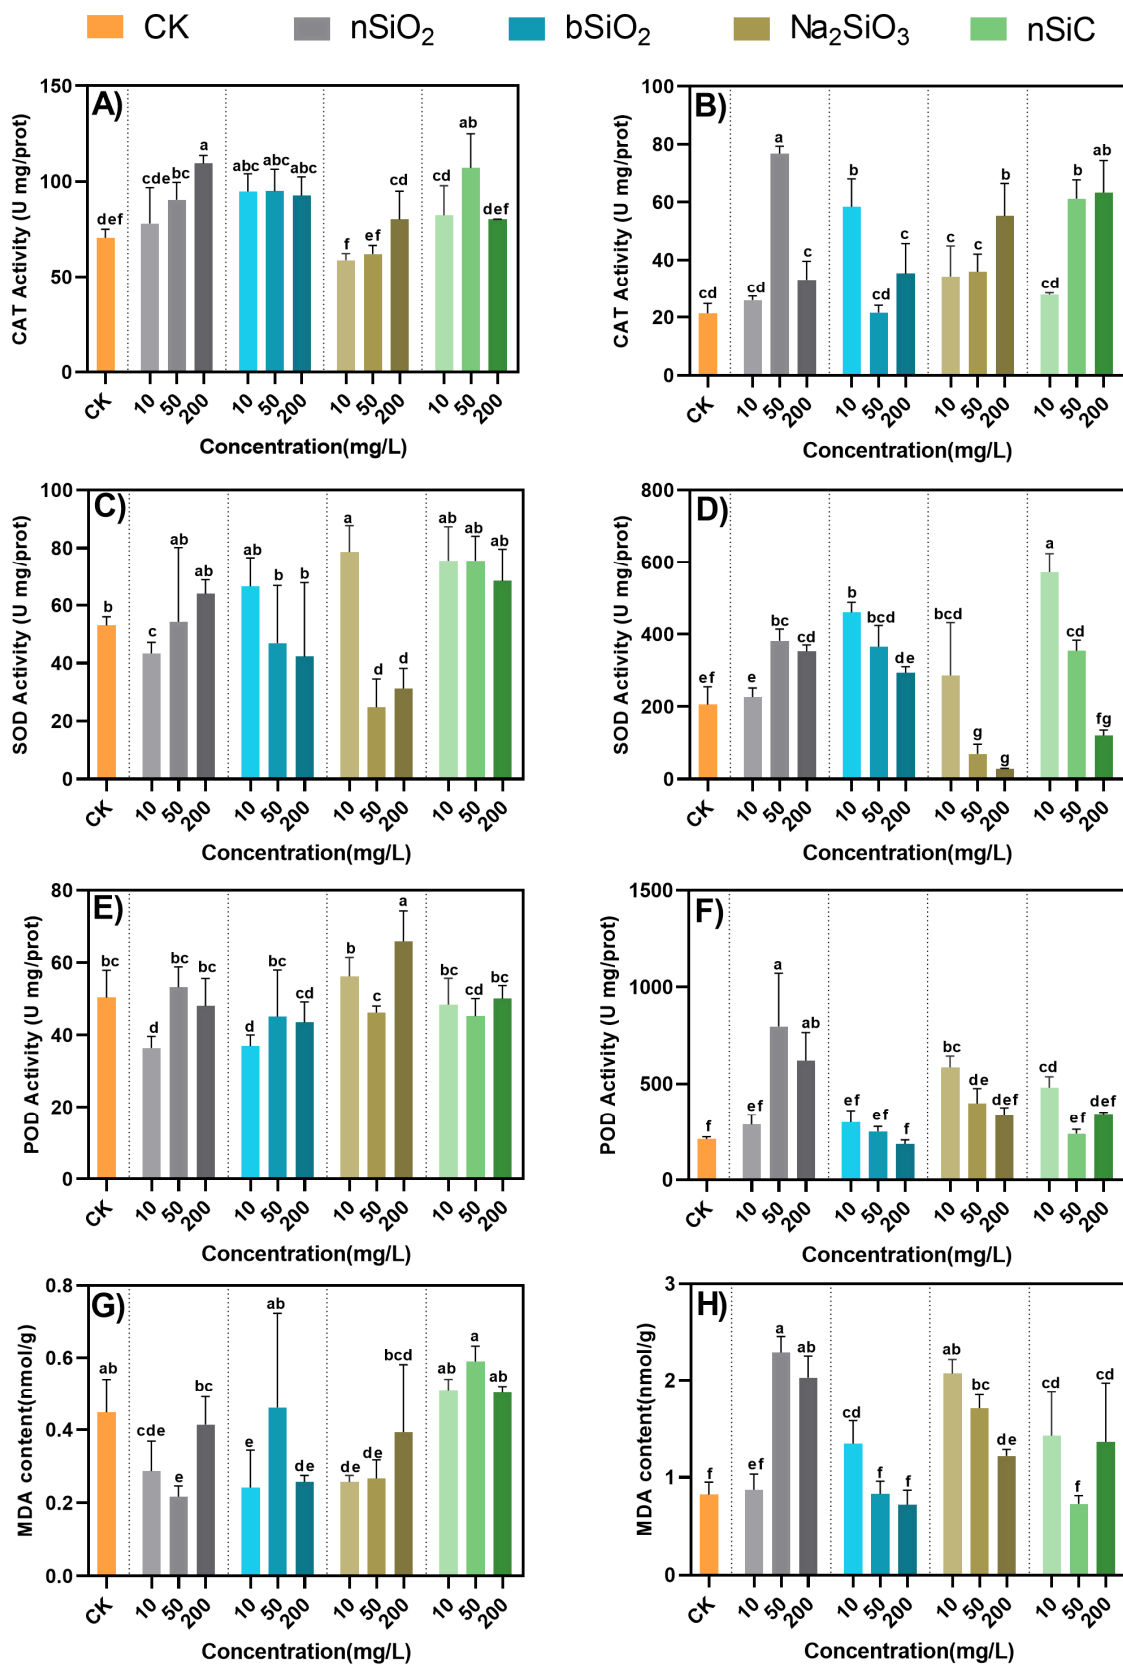 CK nSiO₂ bSiO₂ Na₂SiO₃ nSiC
A)
CAT Activity (U mg/prot)
150
100
50
0
def cde bc a abc abc abc f ef cd cd ab def
CK 10 50 200 10 50 200 10 50 200 10 50 200
Concentration(mg/L)
B)
CAT Activity (U mg/prot)
100
80
60
40
20
0
cd cd a c b cd c c c b cd b ab
CK 10 50 200 10 50 200 10 50 200 10 50 200
Concentration(mg/L)
C)
SOD Activity (U mg/prot)
100
80
60
40
20
0
b c ab ab ab b b a d d ab ab ab
CK 10 50 200 10 50 200 10 50 200 10 50 200
Concentration(mg/L)
D)
SOD Activity (U mg/prot)
800
600
400
200
0
ef e bc cd b bcd de bcd g g a cd fg
CK 10 50 200 10 50 200 10 50 200 10 50 200
Concentration(mg/L)
E)
POD Activity (U mg/prot)
80
60
40
20
0
bc d bc bc d bc cd b c a bc cd bc
CK 10 50 200 10 50 200 10 50 200 10 50 200
Concentration(mg/L)
F)
POD Activity (U mg/prot)
1500
1000
500
0
f ef a ab ef ef f bc de def cd ef def
CK 10 50 200 10 50 200 10 50 200 10 50 200
Concentration(mg/L)
G)
MDA content(nmol/g)
0.8
0.6
0.4
0.2
0.0
ab cde e bc e ab de de de bcd ab a ab
CK 10 50 200 10 50 200 10 50 200 10 50 200
Concentration(mg/L)
H)
MDA content(nmol/g)
3
2
1
0
f ef a ab cd f f ab bc de cd f cd
CK 10 50 200 10 50 200 10 50 200 10 50 200
Concentration(mg/L)